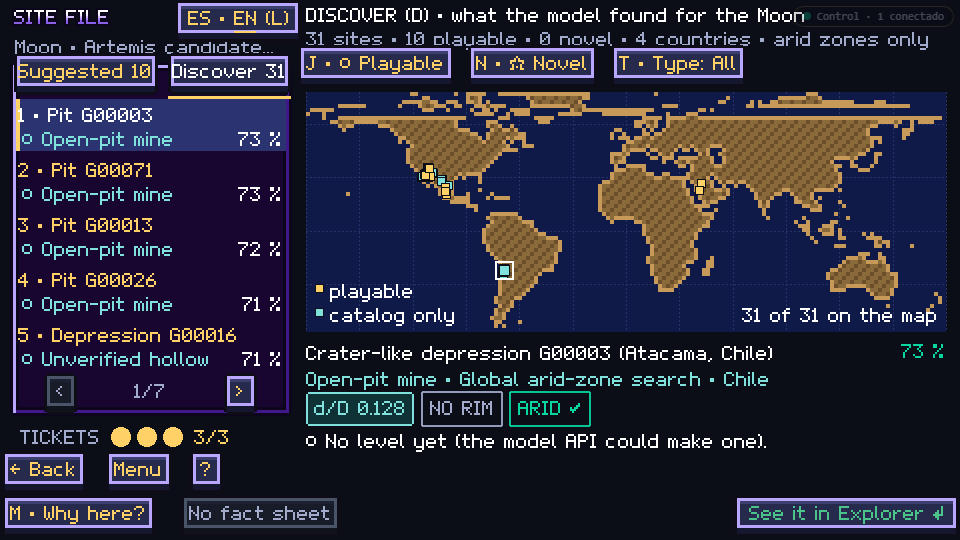 SITE FILE
ES • EN (L)
Moon • Artemis candidate…
Suggested 10
Discover 31
1 • Pit G00003
Open-pit mine 73 %
2 • Pit G00071
Open-pit mine 73 %
3 • Pit G00013
Open-pit mine 72 %
4 • Pit G00026
Open-pit mine 71 %
5 • Depression G00016
Unverified hollow 71 %
< 1/7 >
TICKETS 3/3
← Back
Menu
?
M • Why here?
No fact sheet
DISCOVER (D) • what the model found for the Moon
Control · 1 conectado
31 sites • 10 playable • 0 novel • 4 countries • arid zones only
J • ○ Playable
N • ☆ Novel
T • Type: All
playable
catalog only
31 of 31 on the map
Crater-like depression G00003 (Atacama, Chile) 73 %
Open-pit mine • Global arid-zone search • Chile
d/D 0.128
NO RIM
ARID ✓
○ No level yet (the model API could make one).
See it in Explorer ↲